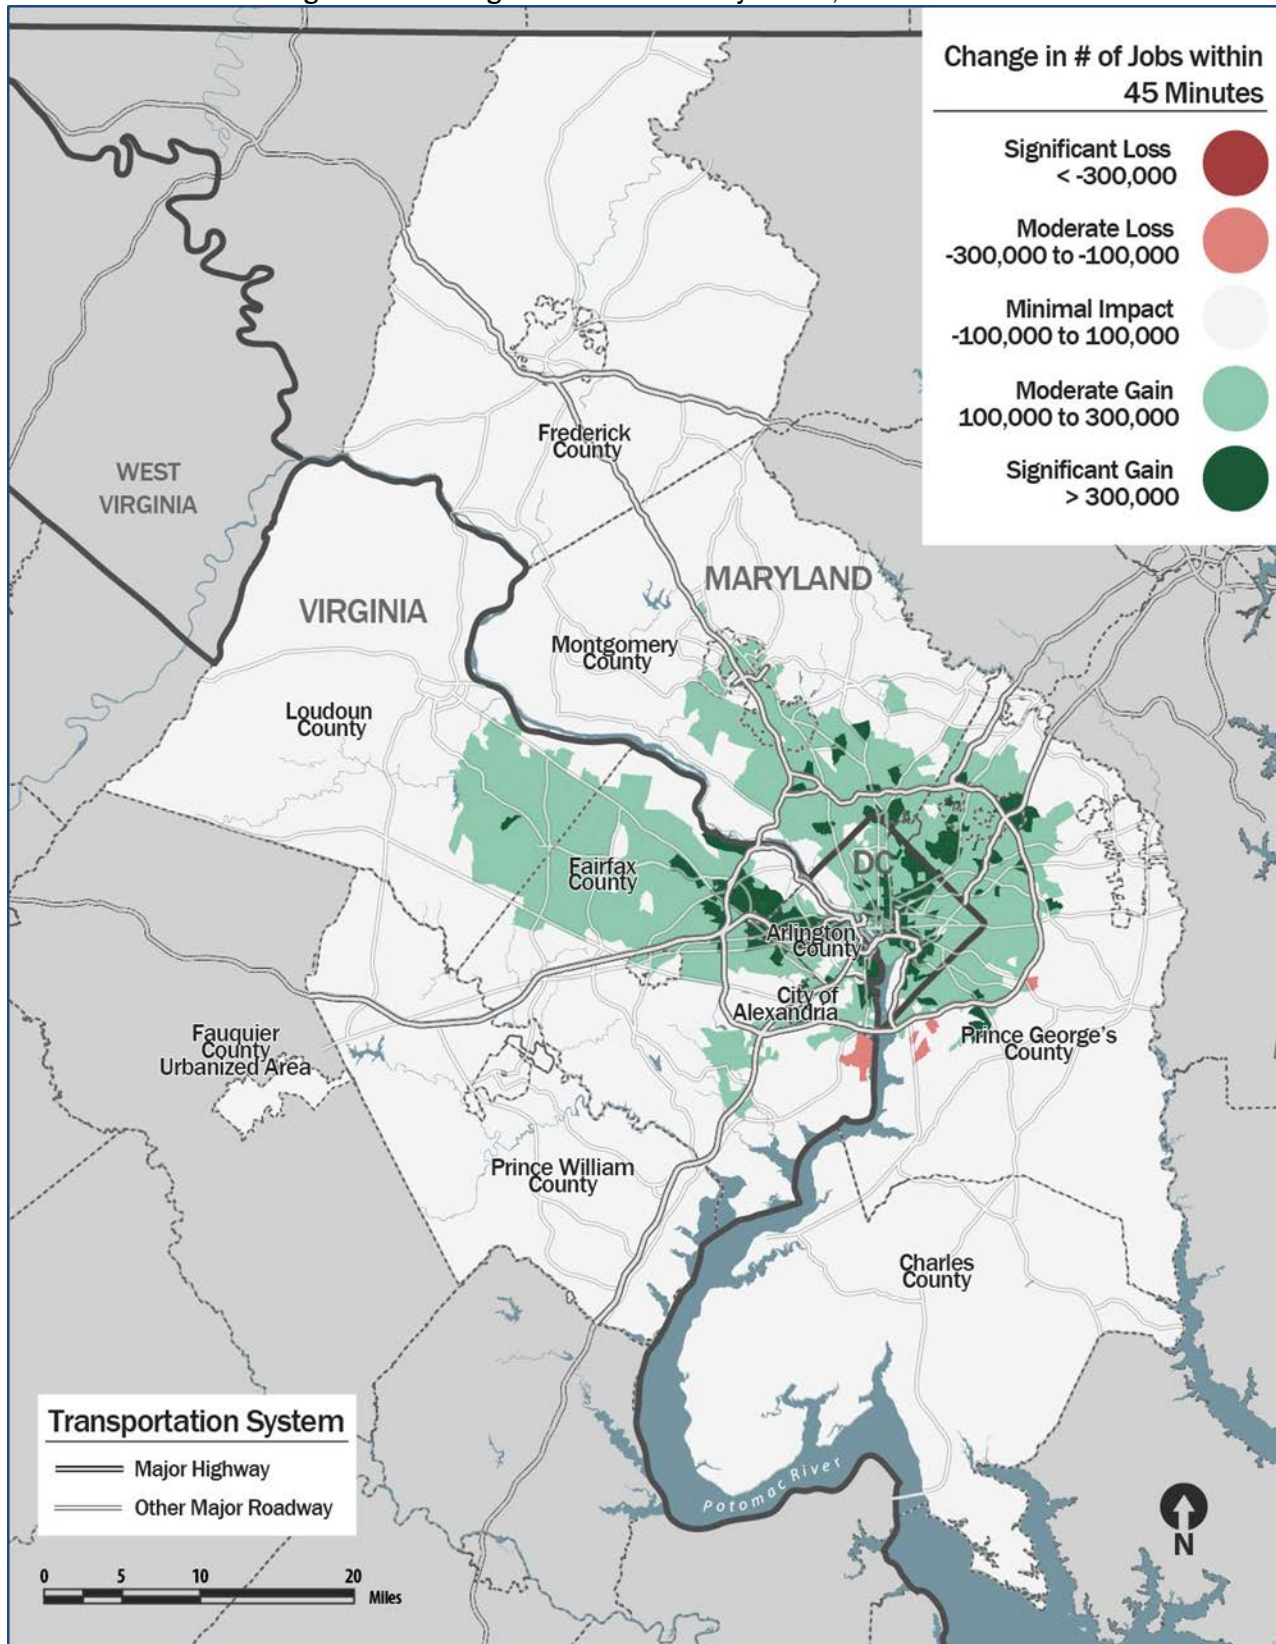 Change in # of Jobs within
45 Minutes
Significant Loss
< -300,000
Moderate Loss
-300,000 to -100,000
Minimal Impact
-100,000 to 100,000
Moderate Gain
100,000 to 300,000
Significant Gain
> 300,000
Frederick
County
WEST
VIRGINIA
MARYLAND
VIRGINIA
Montgomery
County
Loudoun
County
DC
Fairfax
County
Arlington
County
City of
Alexandria
Fauquier
County
Urbanized Area
Prince George's
County
Prince William
County
Charles
County
Potomac River
Transportation System
Major Highway
Other Major Roadway
0 5 10 20
Miles
N